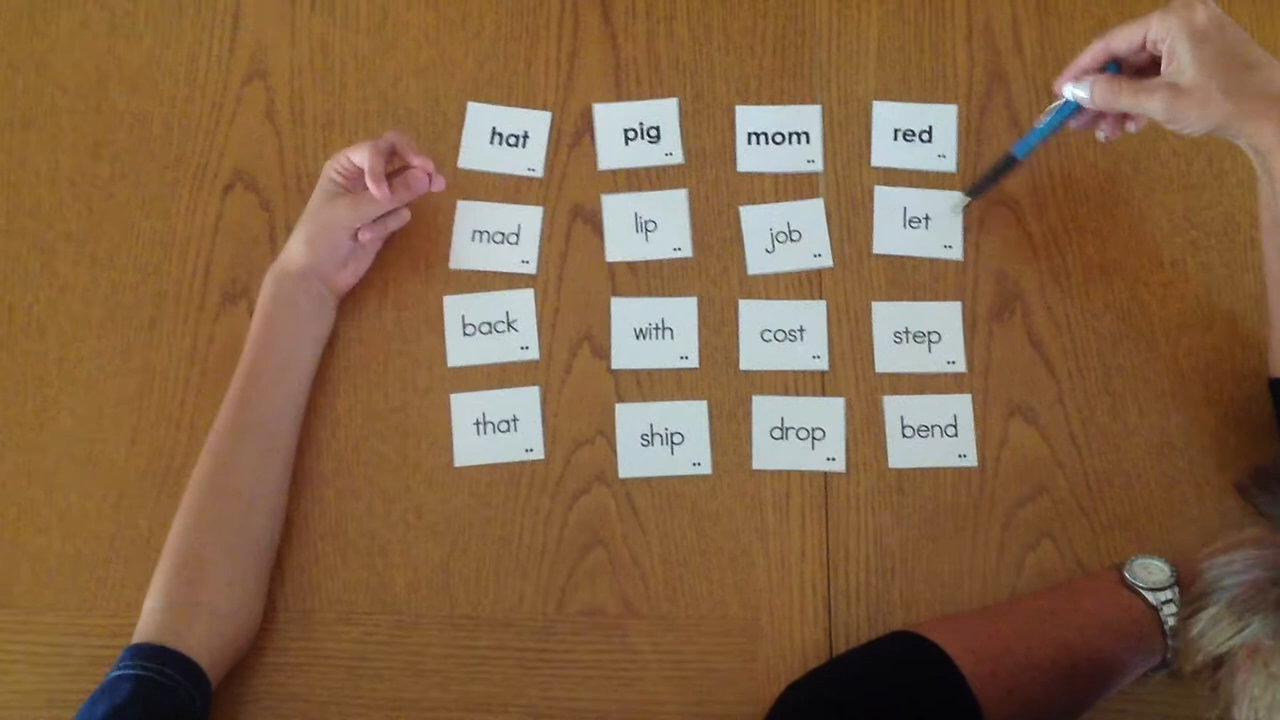 hat pig mom red
mad lip job let
back with cost step
that ship drop bend